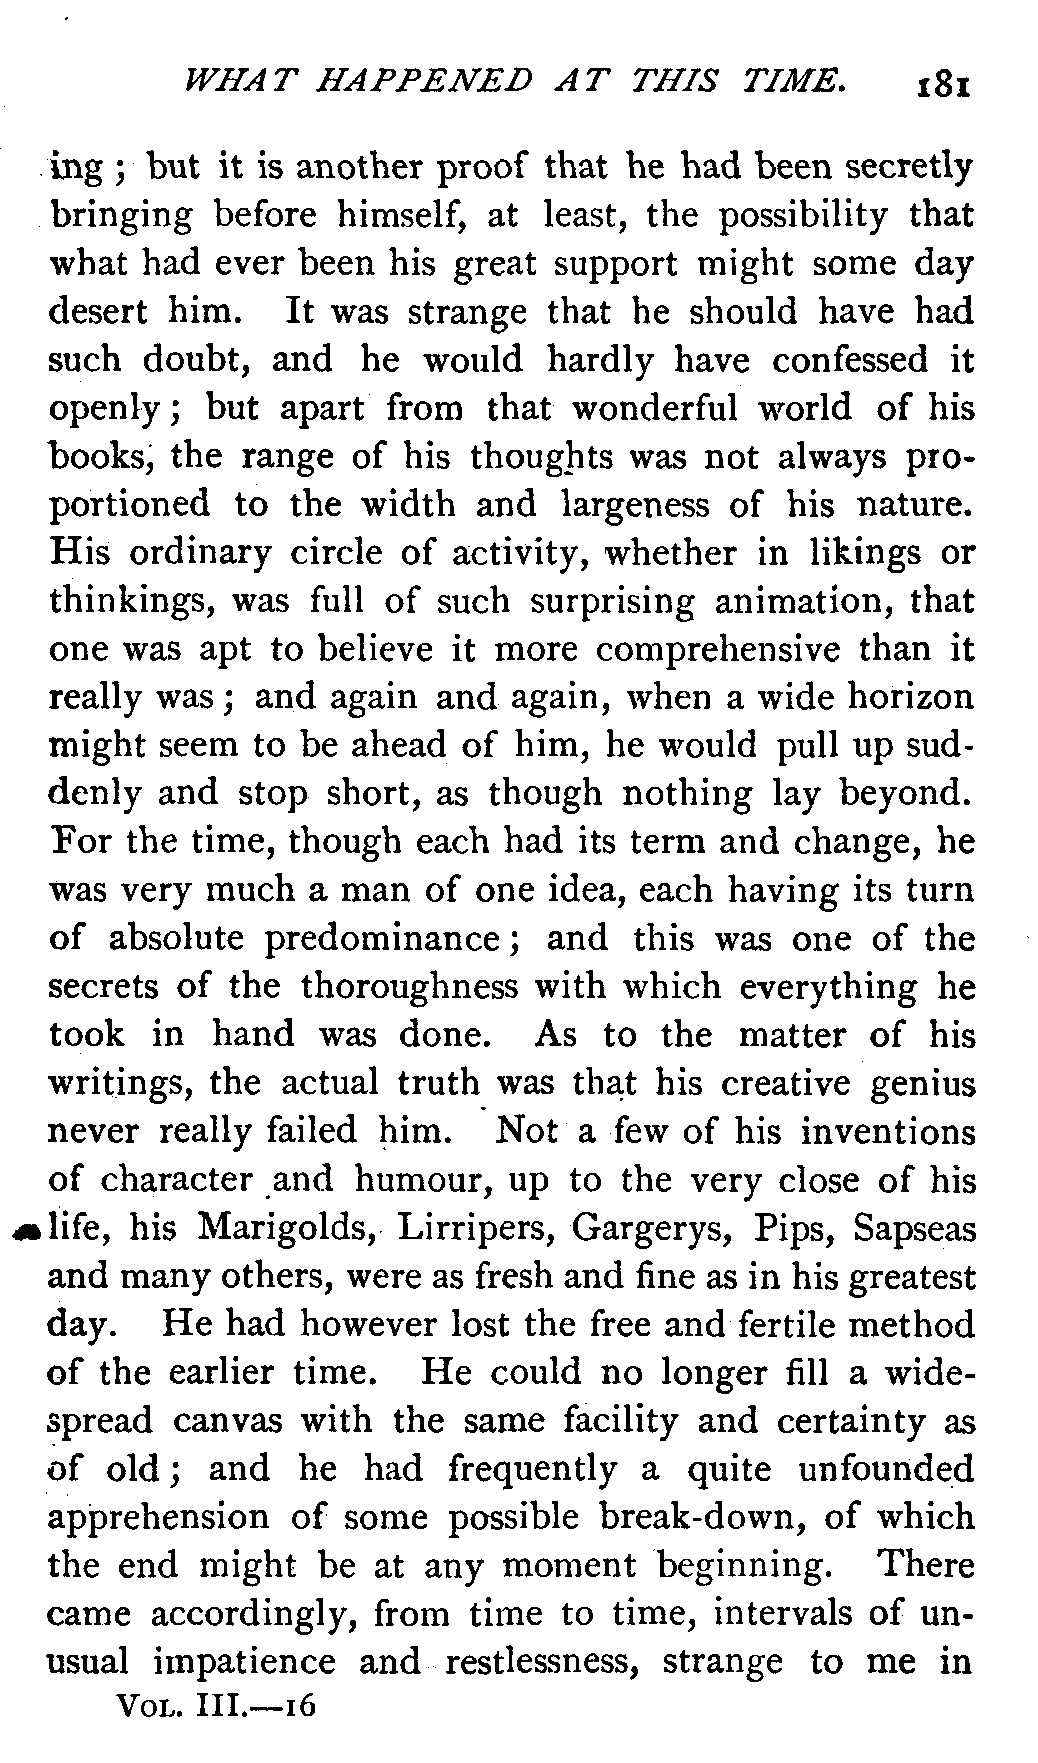 WHAT HAPPENED AT THIS TIME. 181
ing ; but it is another proof that he had been secretly
bringing before himself, at least, the possibility that
what had ever been his great support might some day
desert him. It was strange that he should have had
such doubt, and he would hardly have confessed it
openly ; but apart from that wonderful world of his
books, the range of his thoughts was not always pro-
portioned to the width and largeness of his nature.
His ordinary circle of activity, whether in likings or
thinkings, was full of such surprising animation, that
one was apt to believe it more comprehensive than it
really was ; and again and again, when a wide horizon
might seem to be ahead of him, he would pull up sud-
denly and stop short, as though nothing lay beyond.
For the time, though each had its term and change, he
was very much a man of one idea, each having its turn
of absolute predominance ; and this was one of the
secrets of the thoroughness with which everything he
took in hand was done. As to the matter of his
writings, the actual truth was that his creative genius
never really failed him. Not a few of his inventions
of character and humour, up to the very close of his
life, his Marigolds, Lirripers, Gargerys, Pips, Sapseas
and many others, were as fresh and fine as in his greatest
day. He had however lost the free and fertile method
of the earlier time. He could no longer fill a wide-
spread canvas with the same facility and certainty as
of old ; and he had frequently a quite unfounded
apprehension of some possible break-down, of which
the end might be at any moment beginning. There
came accordingly, from time to time, intervals of un-
usual impatience and restlessness, strange to me in
VOL. III.—16